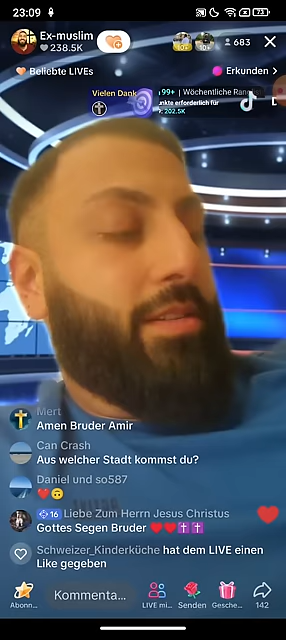 23:09
73
Ex-muslim
238.5K
10+
10+
683
Beliebte LIVEs
Erkunden >
Vielen Dank
99+ | Wöchentliche Rang
unkte erforderlich für
202.5K
Mert
Amen Bruder Amir
Can Crash
Aus welcher Stadt kommst du?
Daniel und so587
❤️🙃
16 Liebe Zum Herrn Jesus Christus
Gottes Segen Bruder ❤️❤️✝️✝️
Schweizer_Kinderküche hat dem LIVE einen
Like gegeben
Abonn...
Kommenta...
LIVE mi...
Senden
Gesche...
142